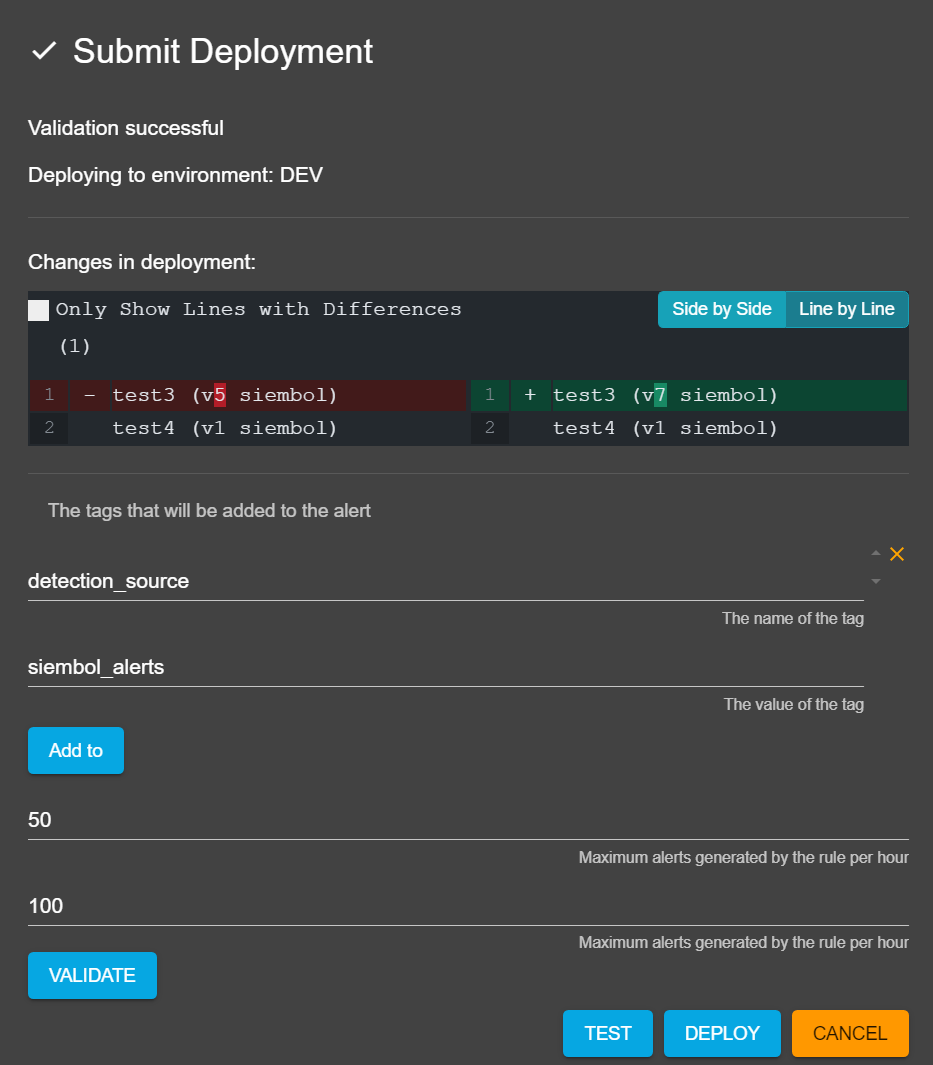 Submit Deployment
Validation successful
Deploying to environment: DEV
Changes in deployment:
Only Show Lines with Differences
(1)
Side by Side Line by Line
1 - test3 (v5 siembol) 1 + test3 (v7 siembol)
2 test4 (v1 siembol) 2 test4 (v1 siembol)
The tags that will be added to the alert
detection_source
The name of the tag
siembol_alerts
The value of the tag
Add to
50
Maximum alerts generated by the rule per hour
100
Maximum alerts generated by the rule per hour
VALIDATE
TEST DEPLOY CANCEL